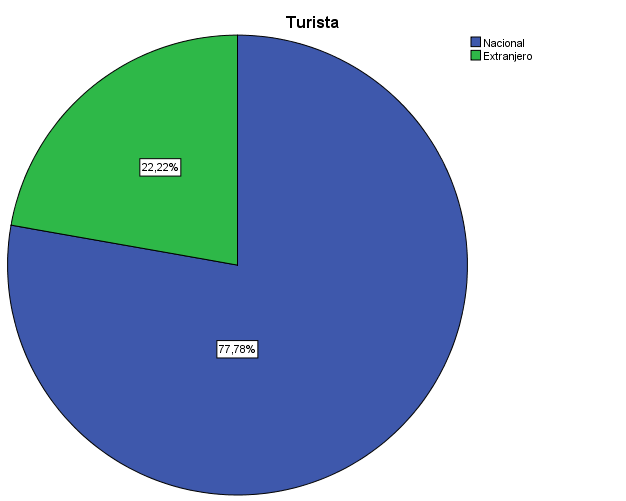 Turista
Nacional
Extranjero
22,22%
77,78%